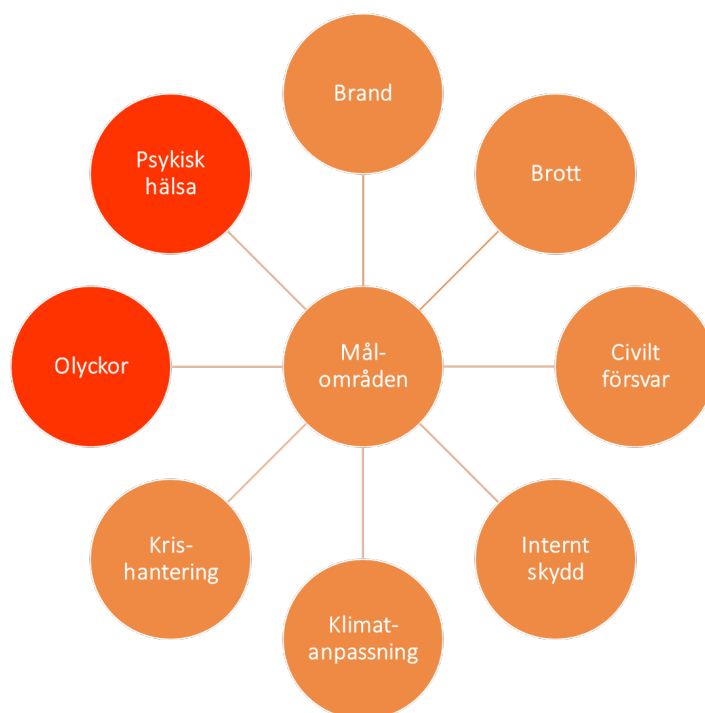 Brand
Brott
Civilt
försvar
Internt
skydd
Klimat-
anpassning
Kris-
hantering
Olyckor
Psykisk
hälsa
Mål-
områden